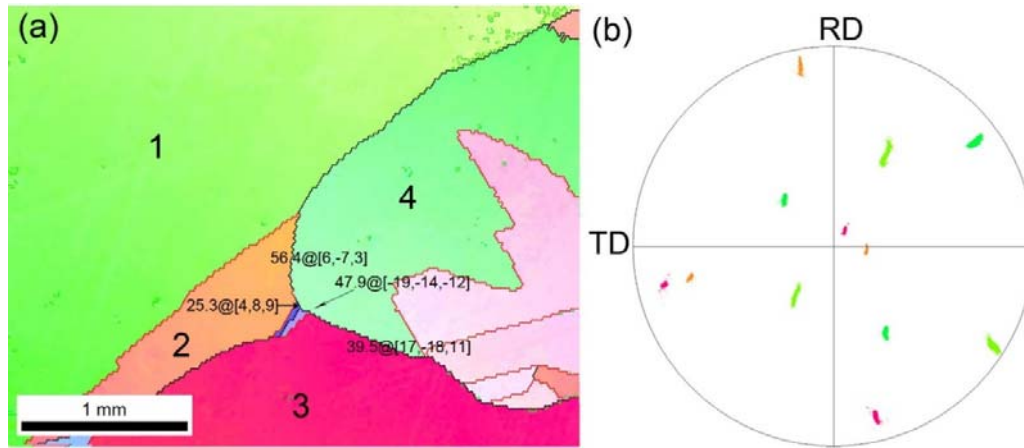 (a)
1
4
56.4@[6,-7,3]
47.9@[-19,-14,-12]
25.3@[4,8,9]
2
39.5@[17,-18,11]
3
1 mm
(b)
RD
TD